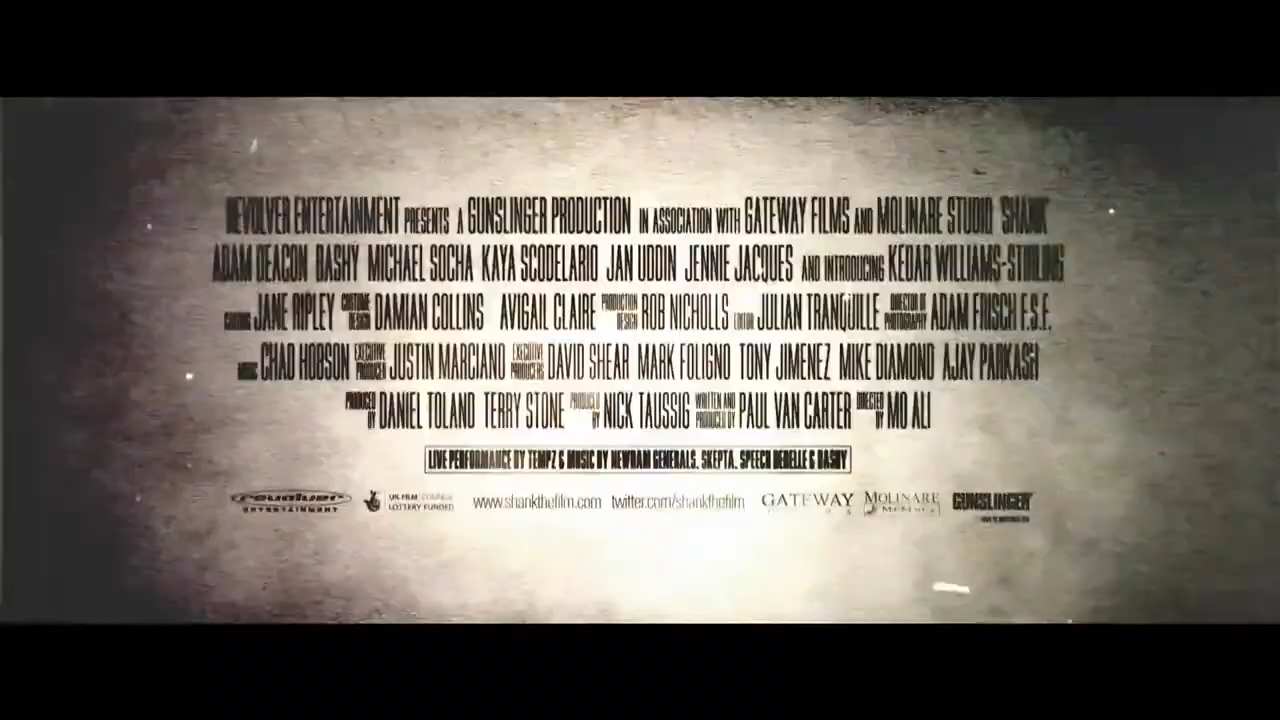 REVOLVER ENTERTAINMENT PRESENTS A GUNSLINGER PRODUCTION IN ASSOCIATION WITH GATEWAY FILMS AND MOLINARE STUDIO 'SHANK'
ADAM DEACON BASHY MICHAEL SOCHA KAYA SCODELARIO JAN UDDIN JENNIE JACQUES AND INTRODUCING KEDAR WILLIAMS-STIRLING
CASTING JANE RIPLEY COSTUME DESIGN DAMIAN COLLINS AVIGAIL CLAIRE PRODUCTION DESIGN ROB NICHOLLS EDITOR JULIAN TRANQUILLE DIRECTOR OF PHOTOGRAPHY ADAM FRISCH F.S.F.
MUSIC CHAD HOBSON EXECUTIVE PRODUCER JUSTIN MARCIANO EXECUTIVE PRODUCERS DAVID SHEAR MARK FOLIGNO TONY JIMENEZ MIKE DIAMOND AJAY PARKASH
PRODUCED BY DANIEL TOLAND TERRY STONE PRODUCED BY NICK TAUSSIG WRITTEN AND PRODUCED BY PAUL VAN CARTER DIRECTED BY MO ALI
LIVE PERFORMANCE BY TEMPZ & MUSIC BY NEWHAM GENERALS, SKEPTA, SPEECH DEBELLE & BASHY
revolver ENTERTAINMENT UK FILM COUNCIL LOTTERY FUNDED www.shankthefilm.com twitter.com/shankthefilm GATEWAY MOLINARE GUNSLINGER